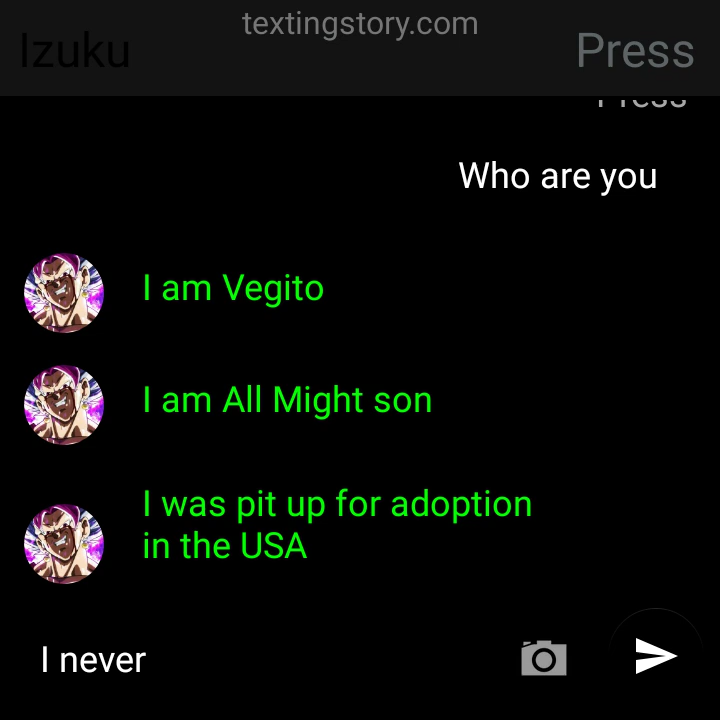 textingstory.com
Izuku
Press
Press
Who are you
I am Vegito
I am All Might son
I was pit up for adoption
in the USA
I never